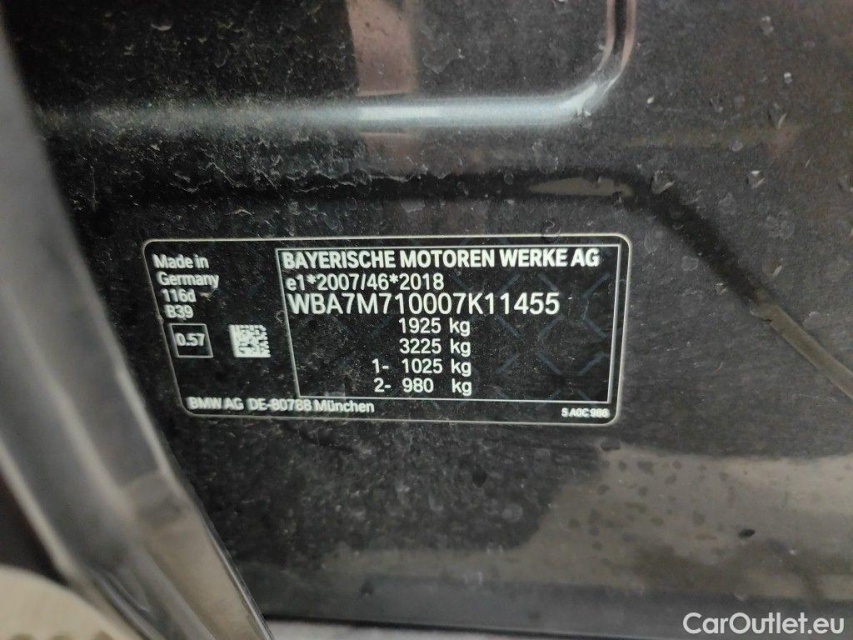 Made in
Germany
116d
B39
0.57
BAYERISCHE MOTOREN WERKE AG
e1*2007/46*2018
WBA7M710007K11455
1925 kg
3225 kg
1- 1025 kg
2- 980 kg
BMW AG DE-80788 München
5A0C986
CarOutlet.eu